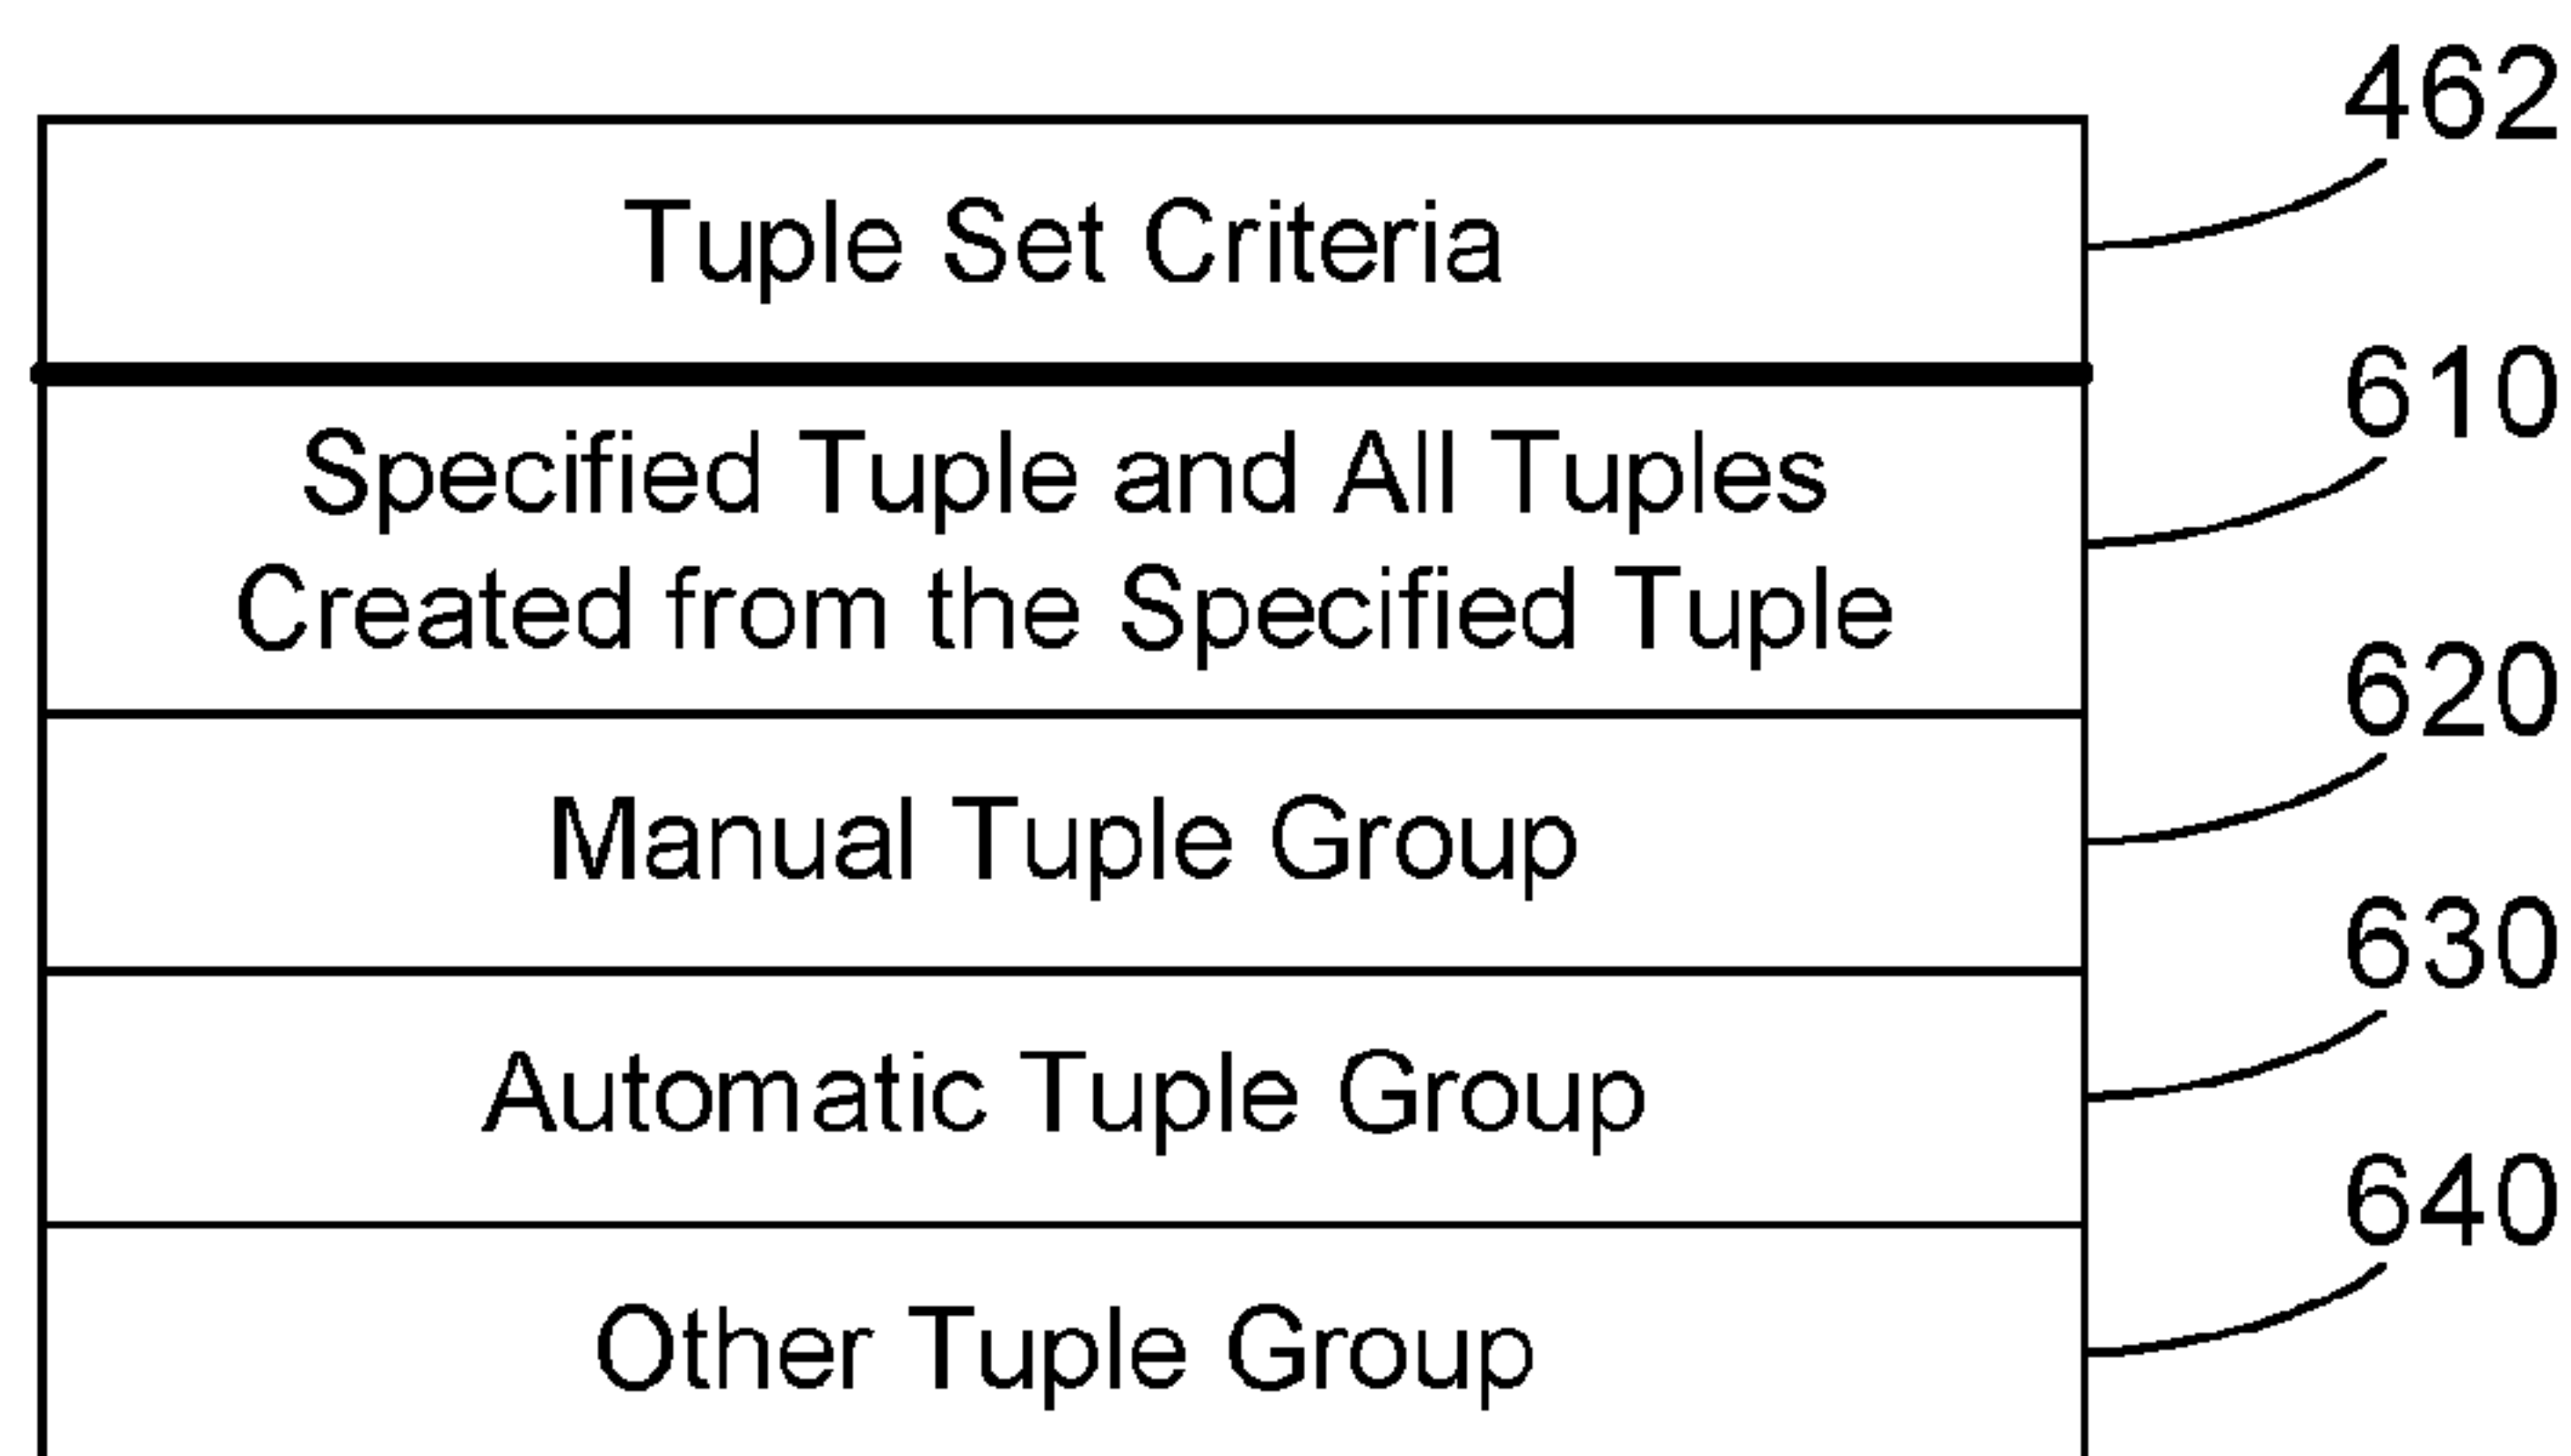 462
Tuple Set Criteria
610
Specified Tuple and All Tuples
Created from the Specified Tuple
620
Manual Tuple Group
630
Automatic Tuple Group
640
Other Tuple Group